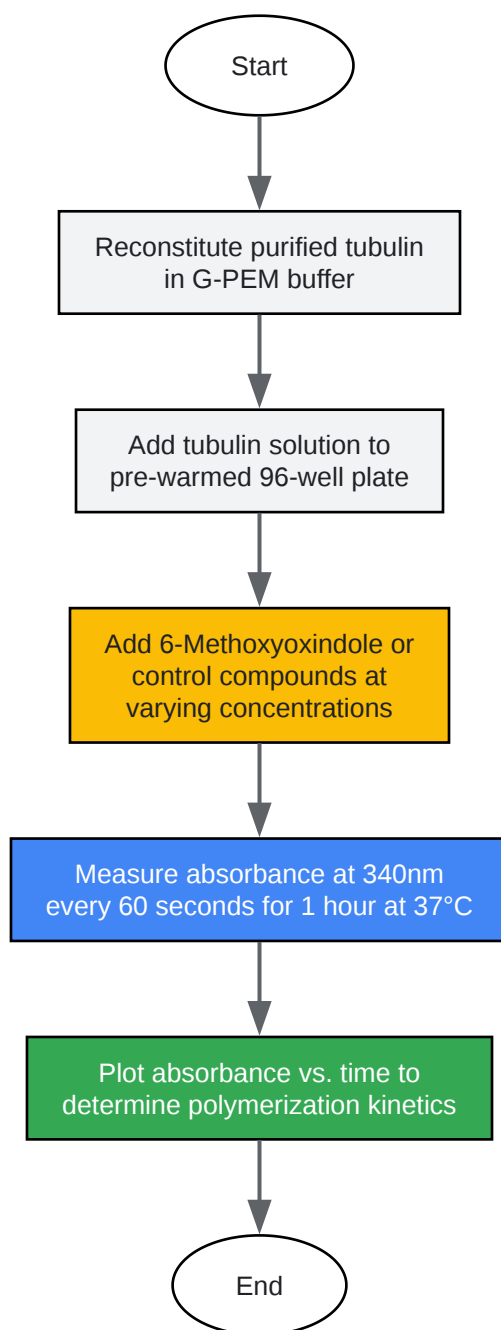 Start
Reconstitute purified tubulin
in G-PEM buffer
Add tubulin solution to
pre-warmed 96-well plate
Add 6-Methoxyoxindole or
control compounds at
varying concentrations
Measure absorbance at 340nm
every 60 seconds for 1 hour at 37°C
Plot absorbance vs. time to
determine polymerization kinetics
End